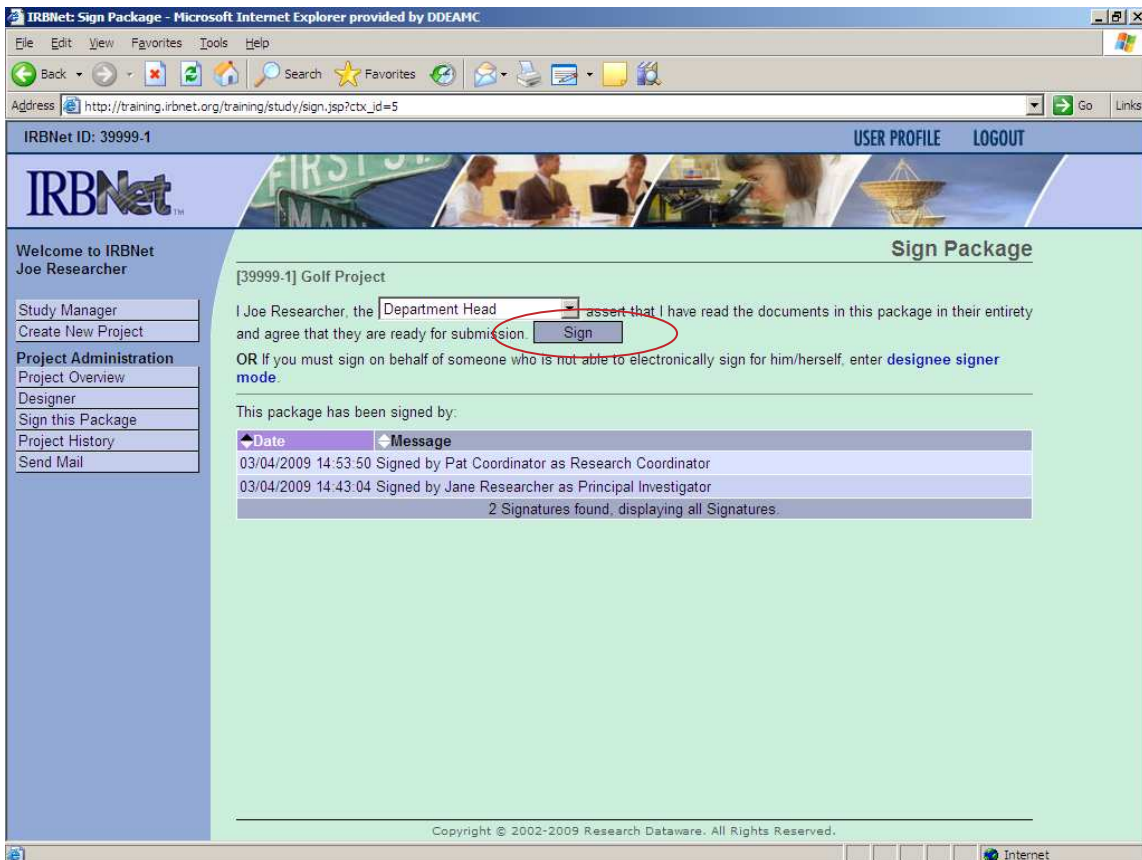 IRBNet: Sign Package - Microsoft Internet Explorer provided by DDEAMC
File Edit View Favorites Tools Help
Back Search Favorites
Address http://training.irbnet.org/training/study/sign.jsp?ctx_id=5 Go Links
IRBNet ID: 39999-1 USER PROFILE LOGOUT
IRBNet TM
FIRST ST.
MAIN
Sign Package
Welcome to IRBNet
Joe Researcher
Study Manager
Create New Project
Project Administration
Project Overview
Designer
Sign this Package
Project History
Send Mail
[39999-1] Golf Project
I Joe Researcher, the Department Head assert that I have read the documents in this package in their entirety
and agree that they are ready for submission. Sign
OR If you must sign on behalf of someone who is not able to electronically sign for him/herself, enter designee signer
mode.
This package has been signed by:
Date Message
03/04/2009 14:53:50 Signed by Pat Coordinator as Research Coordinator
03/04/2009 14:43:04 Signed by Jane Researcher as Principal Investigator
2 Signatures found, displaying all Signatures.
Copyright © 2002-2009 Research Dataware. All Rights Reserved.
Internet